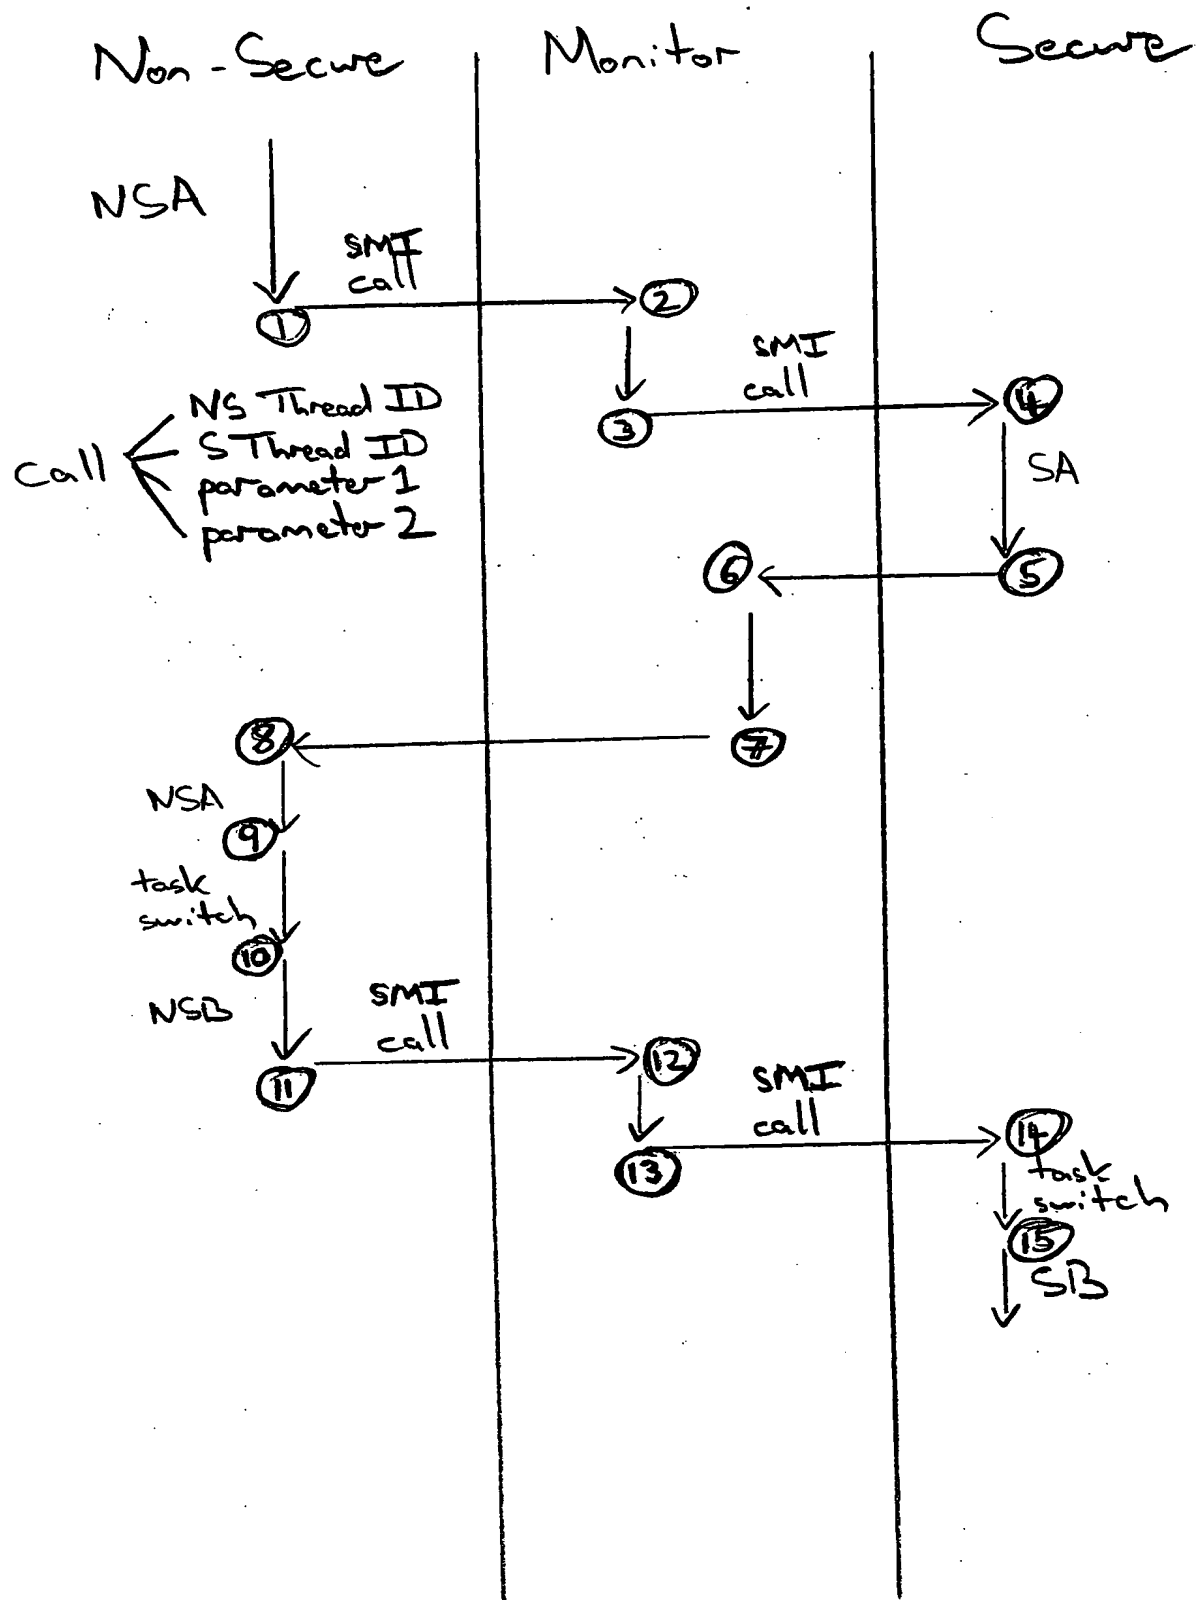 Non-Secure
Monitor
Secure
NSA
SMI
call
1
2
SMI
call
3
4
Call
NS Thread ID
S Thread ID
parameter 1
parameter 2
SA
6
5
8
7
NSA
9
task
switch
10
NSB
SMI
call
11
12
SMI
call
13
14
task
switch
15
SB